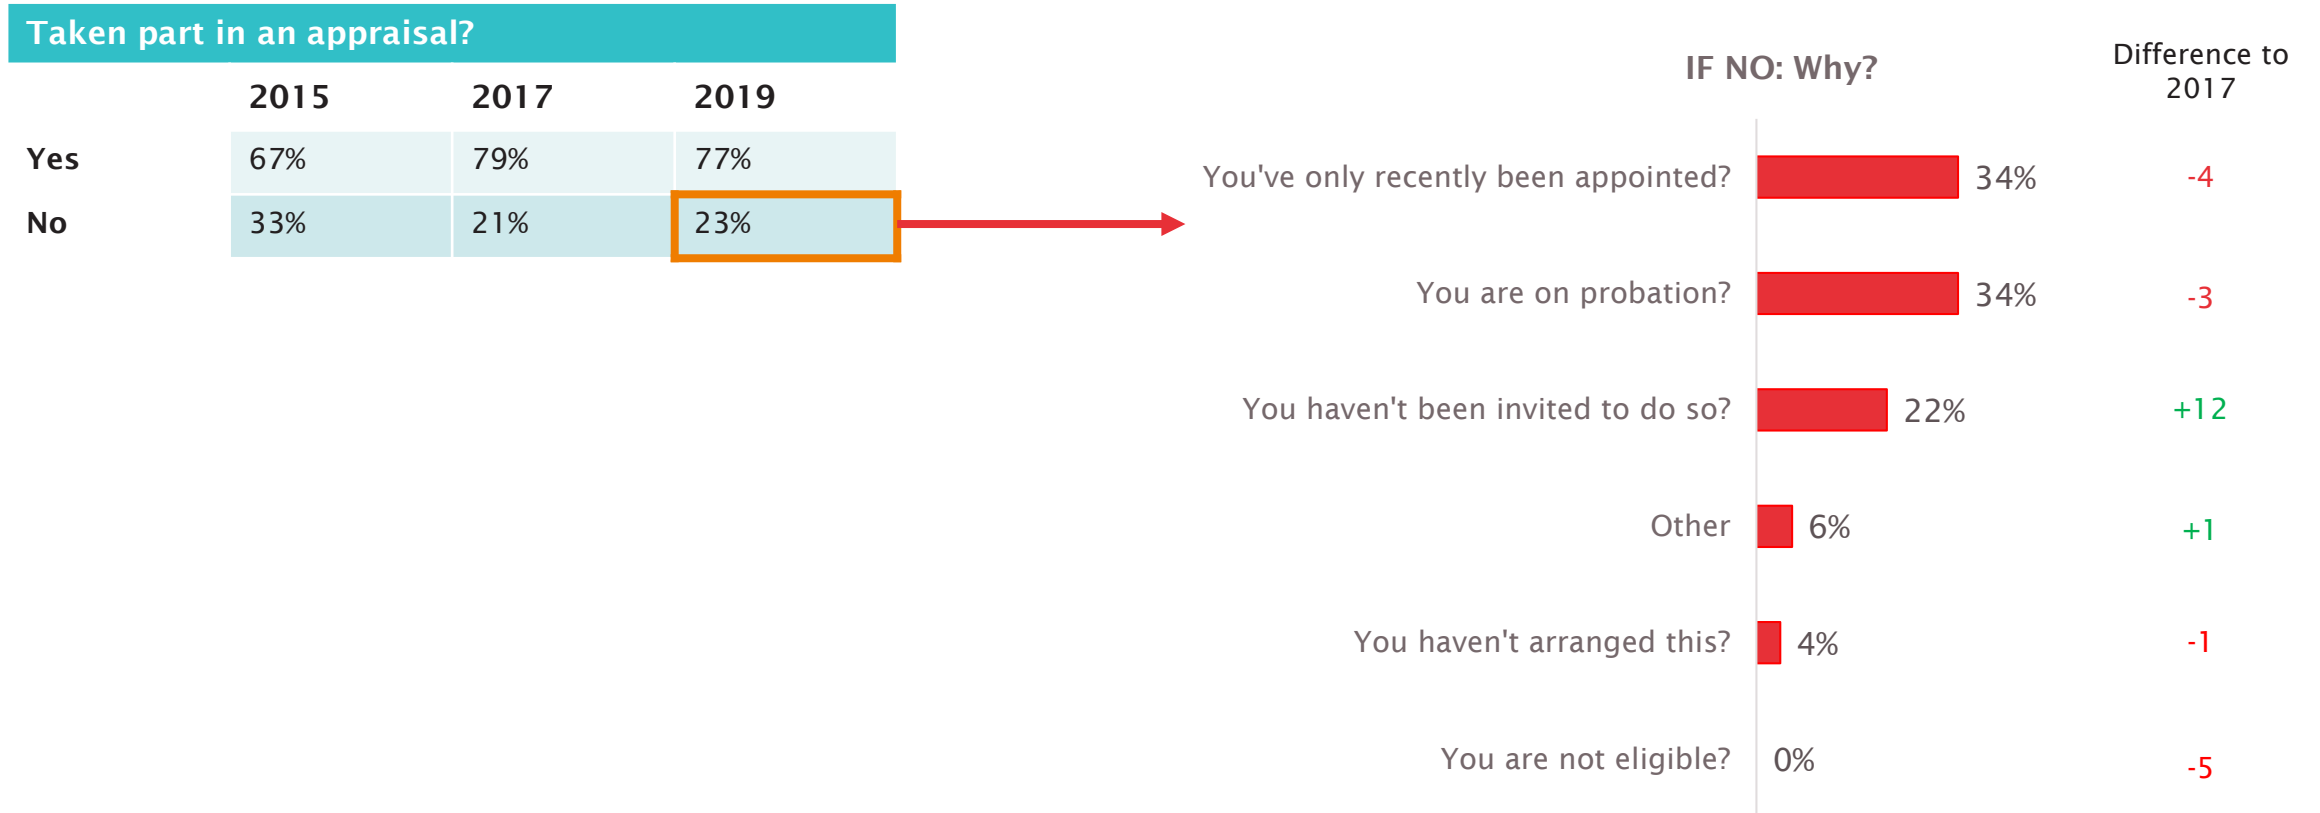 Taken part in an appraisal?
2015 2017 2019
Yes 67% 79% 77%
No 33% 21% 23%
IF NO: Why?
Difference to
2017
You've only recently been appointed? 34% -4
You are on probation? 34% -3
You haven't been invited to do so? 22% +12
Other 6% +1
You haven't arranged this? 4% -1
You are not eligible? 0% -5